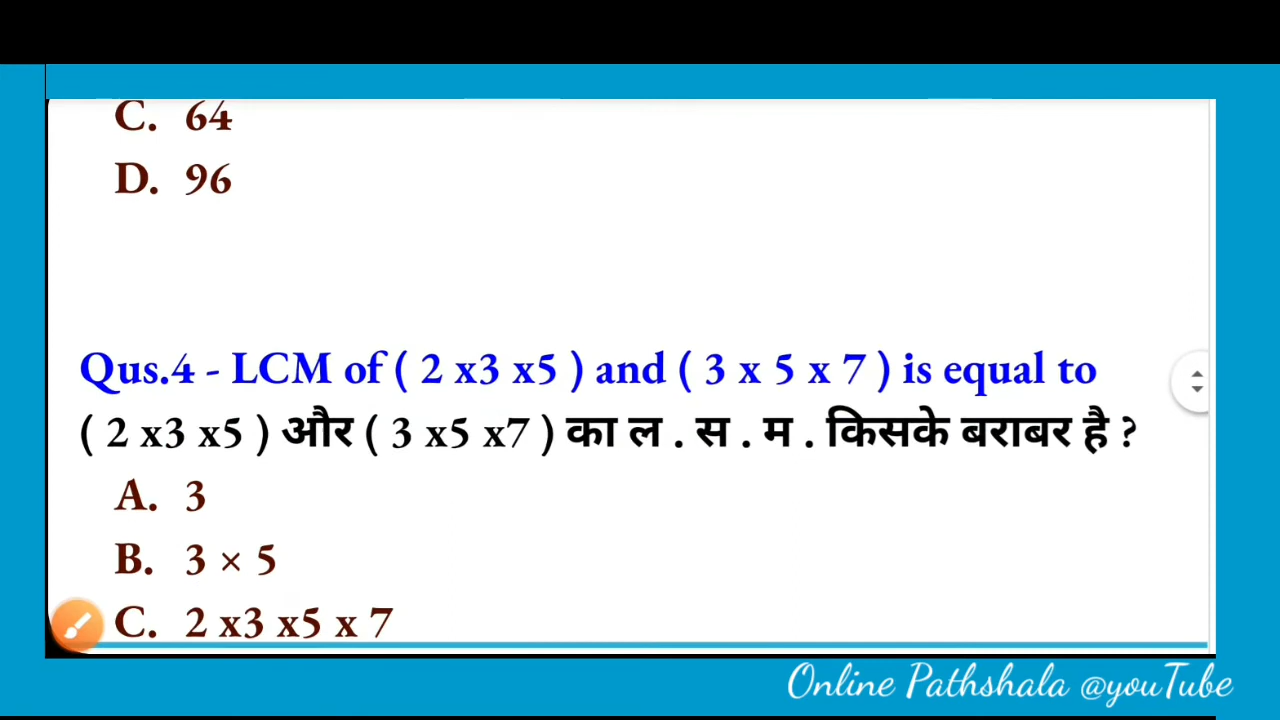 C. 64
D. 96
Qus.4 - LCM of ( 2 x3 x5 ) and ( 3 x 5 x 7 ) is equal to
( 2 x3 x5 ) और ( 3 x5 x7 ) का ल . स . म . किसके बराबर है ?
A. 3
B. 3 × 5
C. 2 x3 x5 x 7
Online Pathshala @youTube